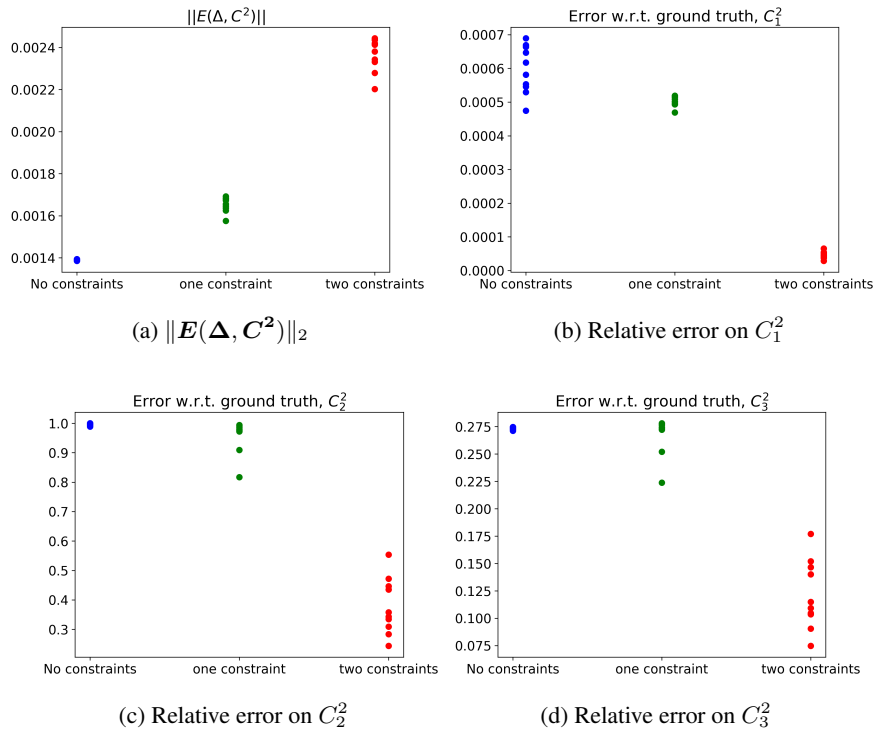 ||E(Δ, C²)||
0.0024
0.0022
0.0020
0.0018
0.0016
0.0014
No constraints one constraint two constraints
(a) ‖E(Δ, C²)‖₂
Error w.r.t. ground truth, C₁²
0.0007
0.0006
0.0005
0.0004
0.0003
0.0002
0.0001
0.0000
No constraints one constraint two constraints
(b) Relative error on C₁²
Error w.r.t. ground truth, C₂²
1.0
0.9
0.8
0.7
0.6
0.5
0.4
0.3
No constraints one constraint two constraints
(c) Relative error on C₂²
Error w.r.t. ground truth, C₃²
0.275
0.250
0.225
0.200
0.175
0.150
0.125
0.100
0.075
No constraints one constraint two constraints
(d) Relative error on C₃²